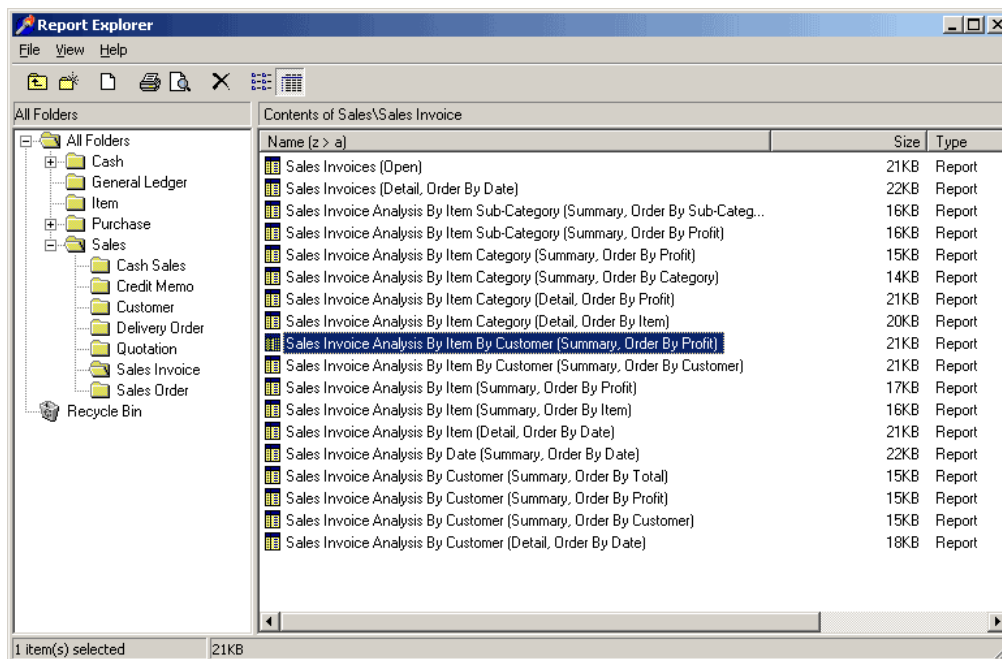 Report Explorer
File View Help
All Folders
Contents of Sales\Sales Invoice
All Folders
Cash
General Ledger
Item
Purchase
Sales
Cash Sales
Credit Memo
Customer
Delivery Order
Quotation
Sales Invoice
Sales Order
Recycle Bin
Name (z > a) Size Type
Sales Invoices (Open) 21KB Report
Sales Invoices (Detail, Order By Date) 22KB Report
Sales Invoice Analysis By Item Sub-Category (Summary, Order By Sub-Categ... 16KB Report
Sales Invoice Analysis By Item Sub-Category (Summary, Order By Profit) 16KB Report
Sales Invoice Analysis By Item Category (Summary, Order By Profit) 15KB Report
Sales Invoice Analysis By Item Category (Summary, Order By Category) 14KB Report
Sales Invoice Analysis By Item Category (Detail, Order By Profit) 21KB Report
Sales Invoice Analysis By Item Category (Detail, Order By Item) 20KB Report
Sales Invoice Analysis By Item By Customer (Summary, Order By Profit) 21KB Report
Sales Invoice Analysis By Item By Customer (Summary, Order By Customer) 21KB Report
Sales Invoice Analysis By Item (Summary, Order By Profit) 17KB Report
Sales Invoice Analysis By Item (Summary, Order By Item) 16KB Report
Sales Invoice Analysis By Item (Detail, Order By Date) 21KB Report
Sales Invoice Analysis By Date (Summary, Order By Date) 22KB Report
Sales Invoice Analysis By Customer (Summary, Order By Total) 15KB Report
Sales Invoice Analysis By Customer (Summary, Order By Profit) 15KB Report
Sales Invoice Analysis By Customer (Summary, Order By Customer) 15KB Report
Sales Invoice Analysis By Customer (Detail, Order By Date) 18KB Report
1 item(s) selected 21KB